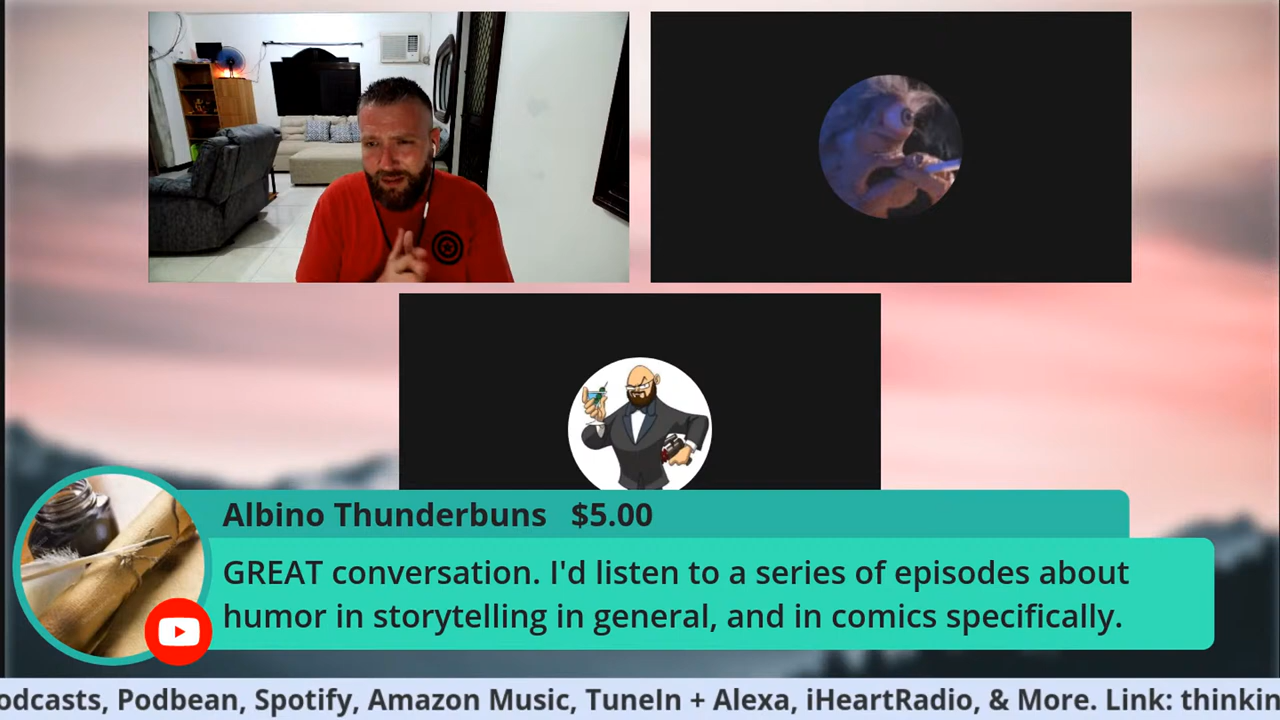 Albino Thunderbuns $5.00
GREAT conversation. I'd listen to a series of episodes about
humor in storytelling in general, and in comics specifically.
odcasts, Podbean, Spotify, Amazon Music, TuneIn + Alexa, iHeartRadio, & More. Link: thinkin